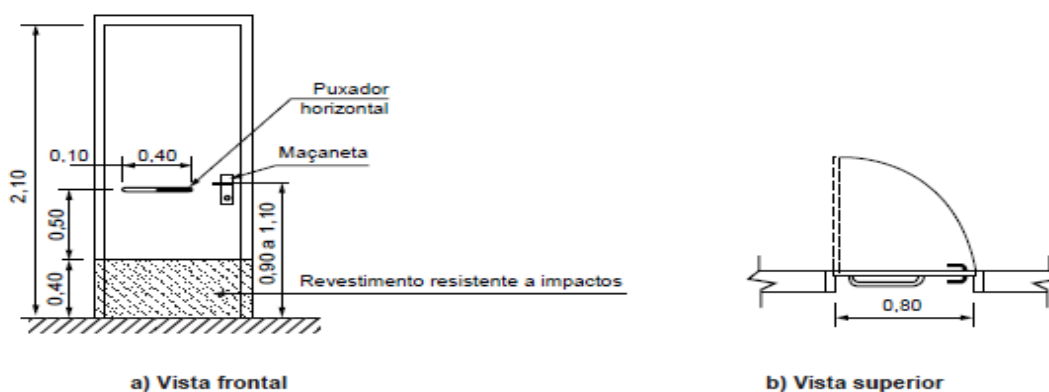 Puxador
horizontal
0,10
0,40
Maçaneta
2,10
0,50
0,90 a 1,10
0,40
Revestimento resistente a impactos
0,80
a) Vista frontal
b) Vista superior